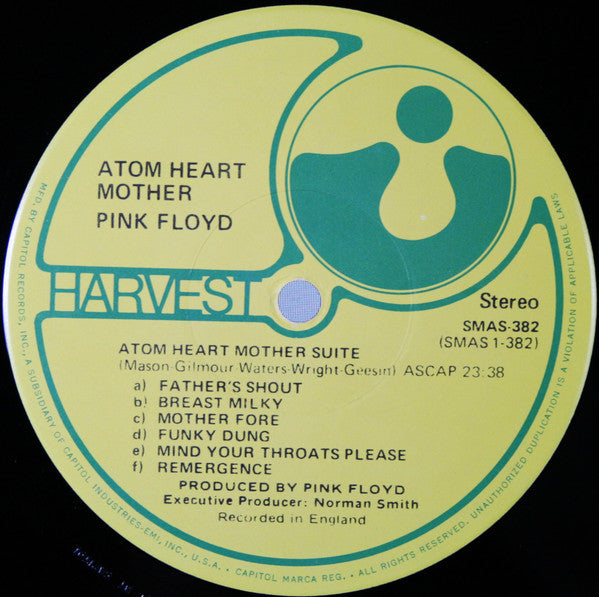 ATOM HEART
MOTHER
PINK FLOYD
HARVEST
Stereo
SMAS-382
(SMAS 1-382)
ATOM HEART MOTHER SUITE
(Mason-Gilmour-Waters-Wright-Geesin) ASCAP 23:38
a) FATHER'S SHOUT
b) BREAST MILKY
c) MOTHER FORE
d) FUNKY DUNG
e) MIND YOUR THROATS PLEASE
f) REMERGENCE
PRODUCED BY PINK FLOYD
Executive Producer: Norman Smith
Recorded in England
MFD. BY CAPITOL RECORDS, INC., A SUBSIDIARY OF CAPITOL INDUSTRIES-EMI, INC., U.S.A. • CAPITOL MARCA REG. • ALL RIGHTS RESERVED. UNAUTHORIZED DUPLICATION IS A VIOLATION OF APPLICABLE LAWS